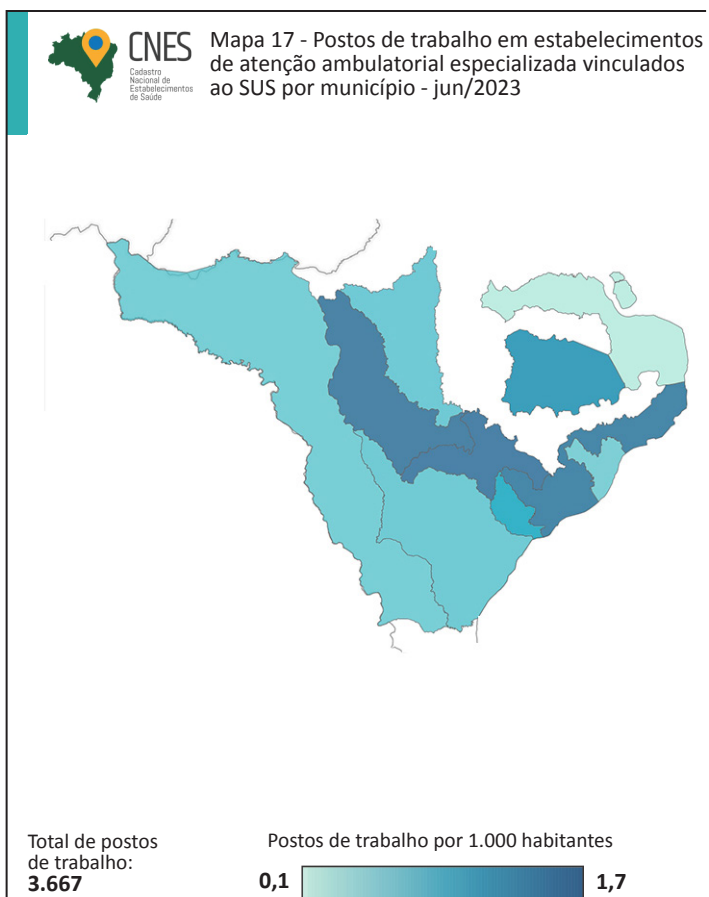 CNES
Cadastro
Nacional de
Estabelecimentos
de Saúde
Mapa 17 - Postos de trabalho em estabelecimentos
de atenção ambulatorial especializada vinculados
ao SUS por município - jun/2023
Total de postos
de trabalho:
3.667
Postos de trabalho por 1.000 habitantes
0,1
1,7